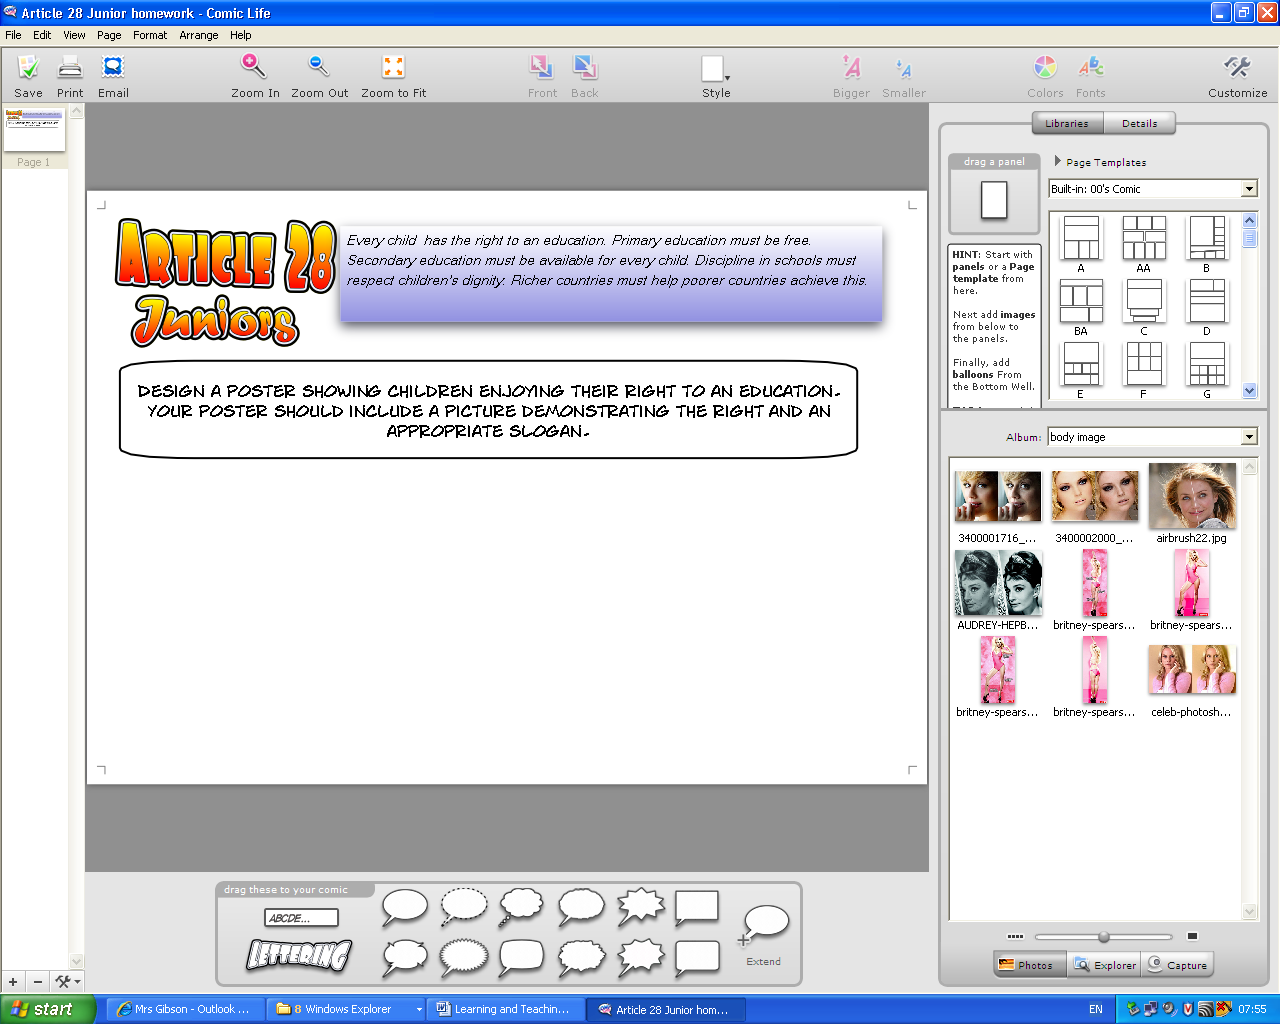 Article 28 Junior homework - Comic Life
File Edit View Page Format Arrange Help
Save Print Email Zoom In Zoom Out Zoom to Fit Front Back Style Bigger Smaller Colors Fonts Customize
Page 1
ARTICLE 28
Juniors
Every child has the right to an education. Primary education must be free.
Secondary education must be available for every child. Discipline in schools must
respect children's dignity. Richer countries must help poorer countries achieve this.
DESIGN A POSTER SHOWING CHILDREN ENJOYING THEIR RIGHT TO AN EDUCATION.
YOUR POSTER SHOULD INCLUDE A PICTURE DEMONSTRATING THE RIGHT AND AN
APPROPRIATE SLOGAN.
Libraries Details
drag a panel
Page Templates
Built-in: 00's Comic
HINT: Start with
panels or a Page
template from
here.
Next add images
from below to
the panels.
Finally, add
balloons From
the Bottom Well.
A AA B
BA C D
E F G
Album: body image
3400001716_... 3400002000_... airbrush22.jpg
AUDREY-HEPB... britney-spears... britney-spears...
britney-spears... britney-spears... celeb-photosh...
Photos Explorer Capture
drag these to your comic
ABCDE...
LETTERING
Extend
start Mrs Gibson - Outlook ... 8 Windows Explorer Learning and Teachin... Article 28 Junior hom... EN 07:55